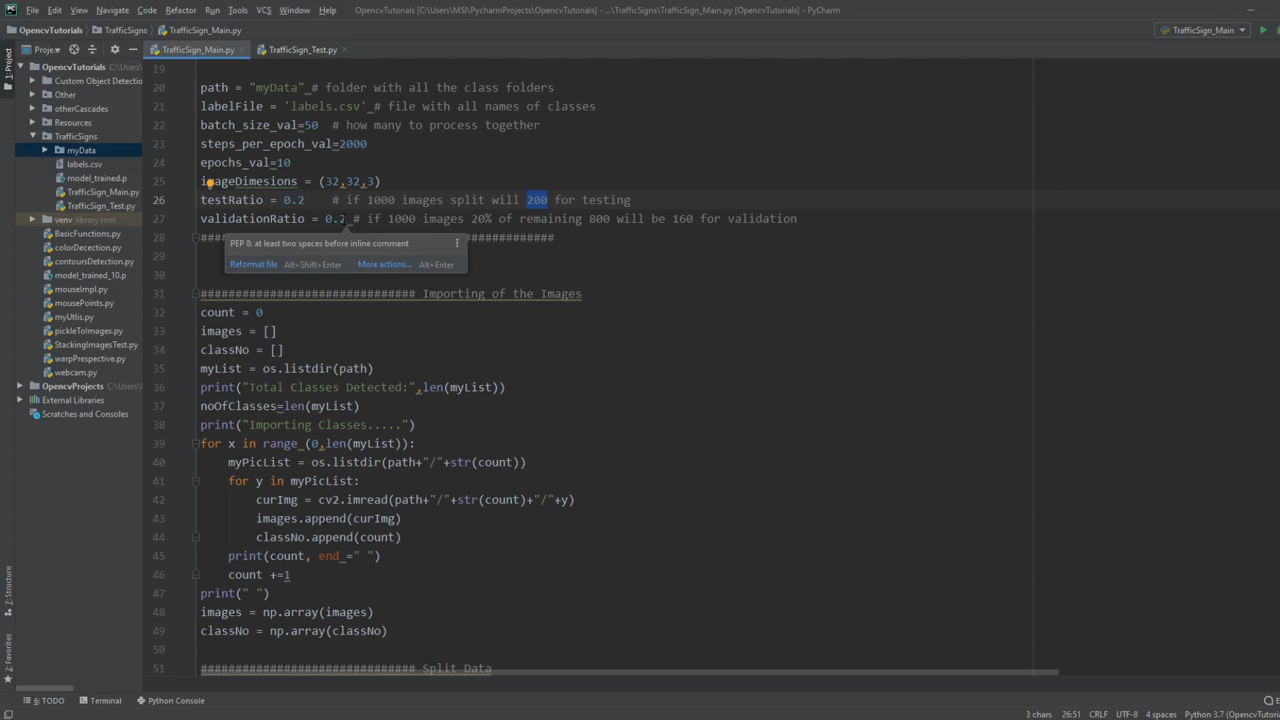 File Edit View Navigate Code Refactor Run Tools VCS Window Help OpencvTutorials [C:\Users\MSI\PycharmProjects\OpencvTutorials] - ...\TrafficSigns\TrafficSign_Main.py [OpencvTutorials] - PyCharm
OpencvTutorials TrafficSigns TrafficSign_Main.py TrafficSign_Main
1: Project
Proje..
TrafficSign_Main.py TrafficSign_Test.py
OpencvTutorials C:\Users\M
Custom Object Detectio
Other
otherCascades
Resources
TrafficSigns
myData
labels.csv
model_trained.p
TrafficSign_Main.py
TrafficSign_Test.py
venv library root
BasicFunctions.py
colorDecection.py
contoursDetection.py
model_trained_10.p
mouseImpl.py
mousePoints.py
myUtlis.py
pickleToImages.py
StackingImagesTest.py
warpPrespective.py
webcam.py
OpencvProjects C:\Users\
External Libraries
Scratches and Consoles
19
20 path = "myData" # folder with all the class folders
21 labelFile = 'labels.csv' # file with all names of classes
22 batch_size_val=50 # how many to process together
23 steps_per_epoch_val=2000
24 epochs_val=10
25 imageDimesions = (32,32,3)
26 testRatio = 0.2 # if 1000 images split will 200 for testing
27 validationRatio = 0.2 # if 1000 images 20% of remaining 800 will be 160 for validation
28
PEP 8: at least two spaces before inline comment
Reformat file Alt+Shift+Enter More actions... Alt+Enter
29
30
31 ############################### Importing of the Images
32 count = 0
33 images = []
34 classNo = []
35 myList = os.listdir(path)
36 print("Total Classes Detected:",len(myList))
37 noOfClasses=len(myList)
38 print("Importing Classes.....")
39 for x in range (0,len(myList)):
40 myPicList = os.listdir(path+"/"+str(count))
41 for y in myPicList:
42 curImg = cv2.imread(path+"/"+str(count)+"/"+y)
43 images.append(curImg)
44 classNo.append(count)
45 print(count, end =" ")
46 count +=1
47 print(" ")
48 images = np.array(images)
49 classNo = np.array(classNo)
50
51 ############################### Split Data
Z: Structure
2: Favorites
6: TODO Terminal Python Console
3 chars 26:51 CRLF UTF-8 4 spaces Python 3.7 (OpencvTutorial